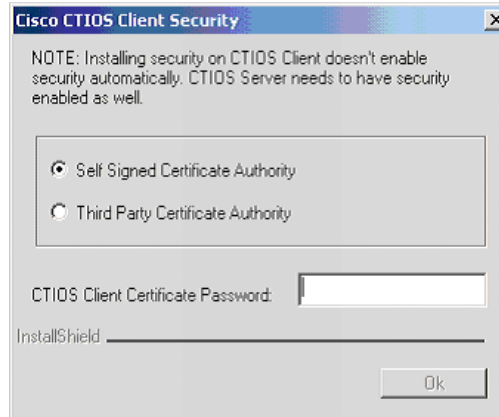 Cisco CTIOS Client Security
NOTE: Installing security on CTIOS Client doesn't enable
security automatically. CTIOS Server needs to have security
enabled as well.
Self Signed Certificate Authority
Third Party Certificate Authority
CTIOS Client Certificate Password:
InstallShield
Ok